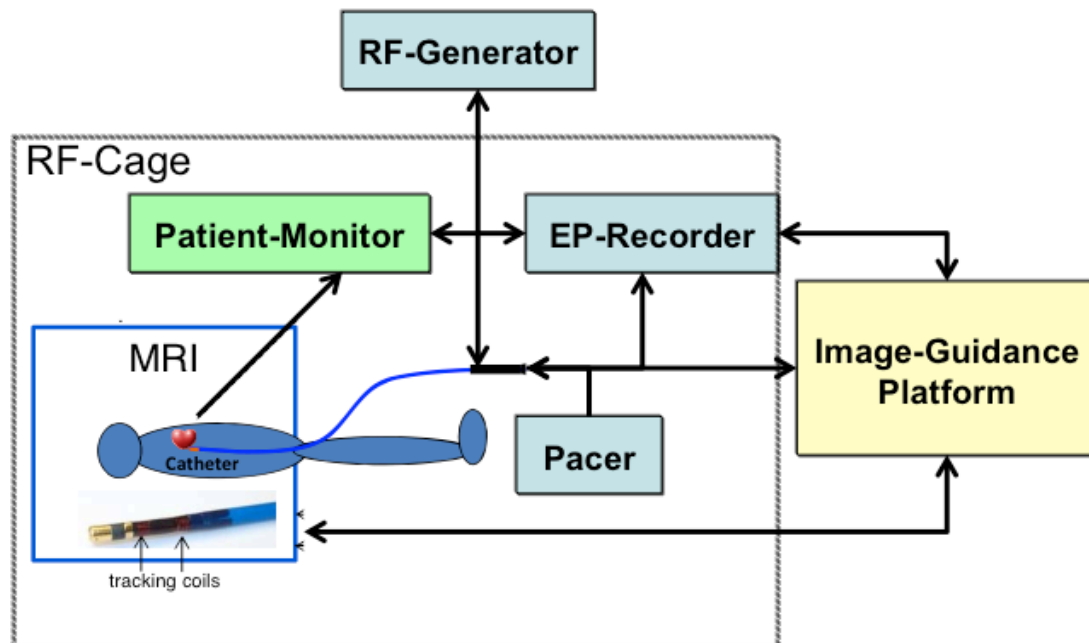 RF-Generator
RF-Cage
Patient-Monitor
EP-Recorder
MRI
Image-Guidance
Platform
Catheter
Pacer
tracking coils